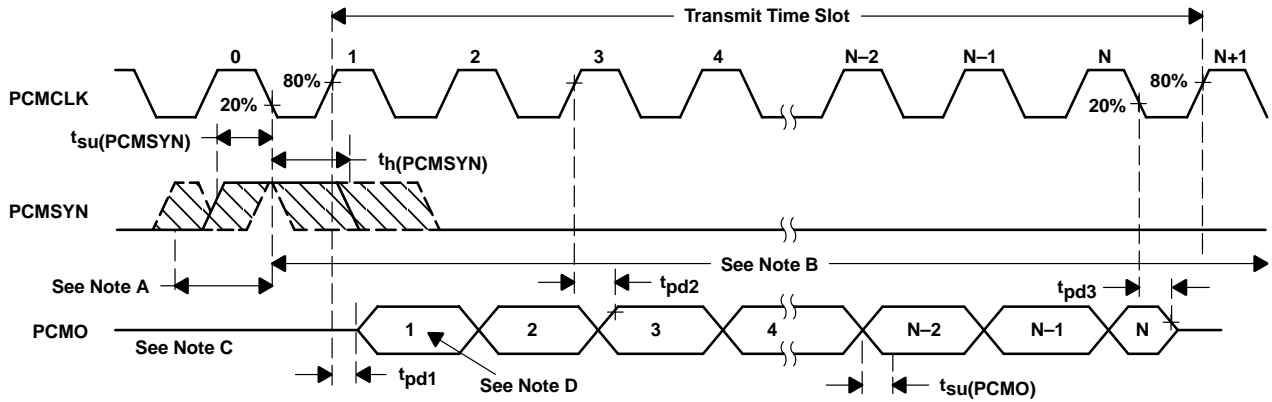 Transmit Time Slot
0 1 2 3 4 N–2 N–1 N N+1
PCMCLK
80%
20%
80%
20%
tsu(PCMSYN)
th(PCMSYN)
PCMSYN
See Note A
See Note B
tpd2
tpd3
PCMO
1 2 3 4 N–2 N–1 N
See Note C
tpd1
See Note D
tsu(PCMO)